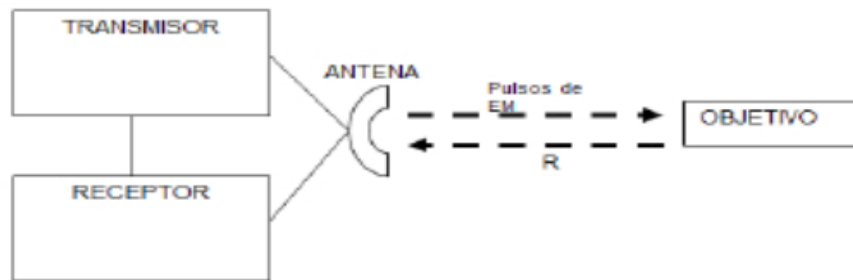 TRANSMISOR
ANTENA
Pulsos de
EM
OBJETIVO
R
RECEPTOR